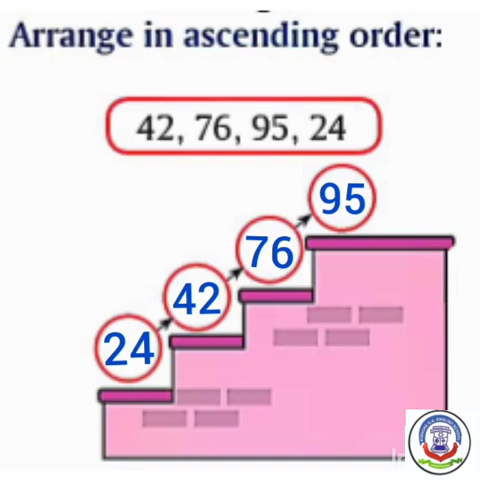 Arrange in ascending order:
42, 76, 95, 24
95
76
42
24